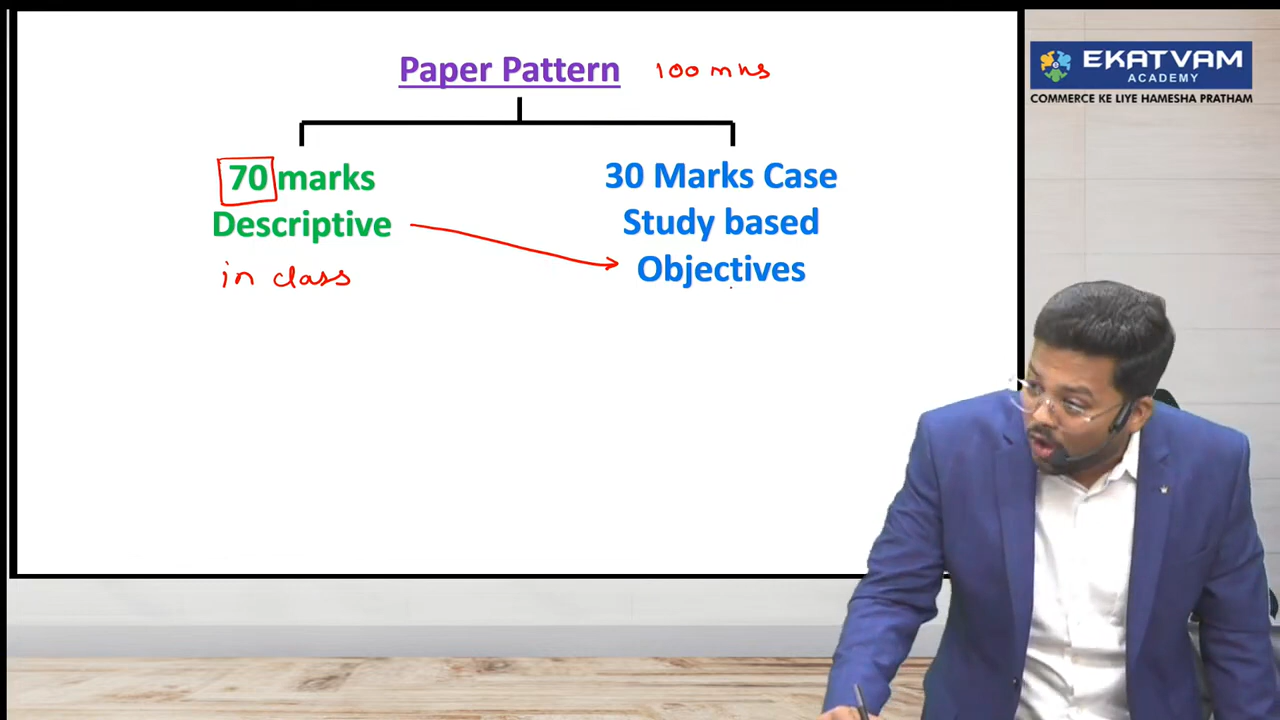 Paper Pattern 100 mks
70 marks
Descriptive
in class
30 Marks Case
Study based
Objectives
EKATVAM
ACADEMY
COMMERCE KE LIYE HAMESHA PRATHAM